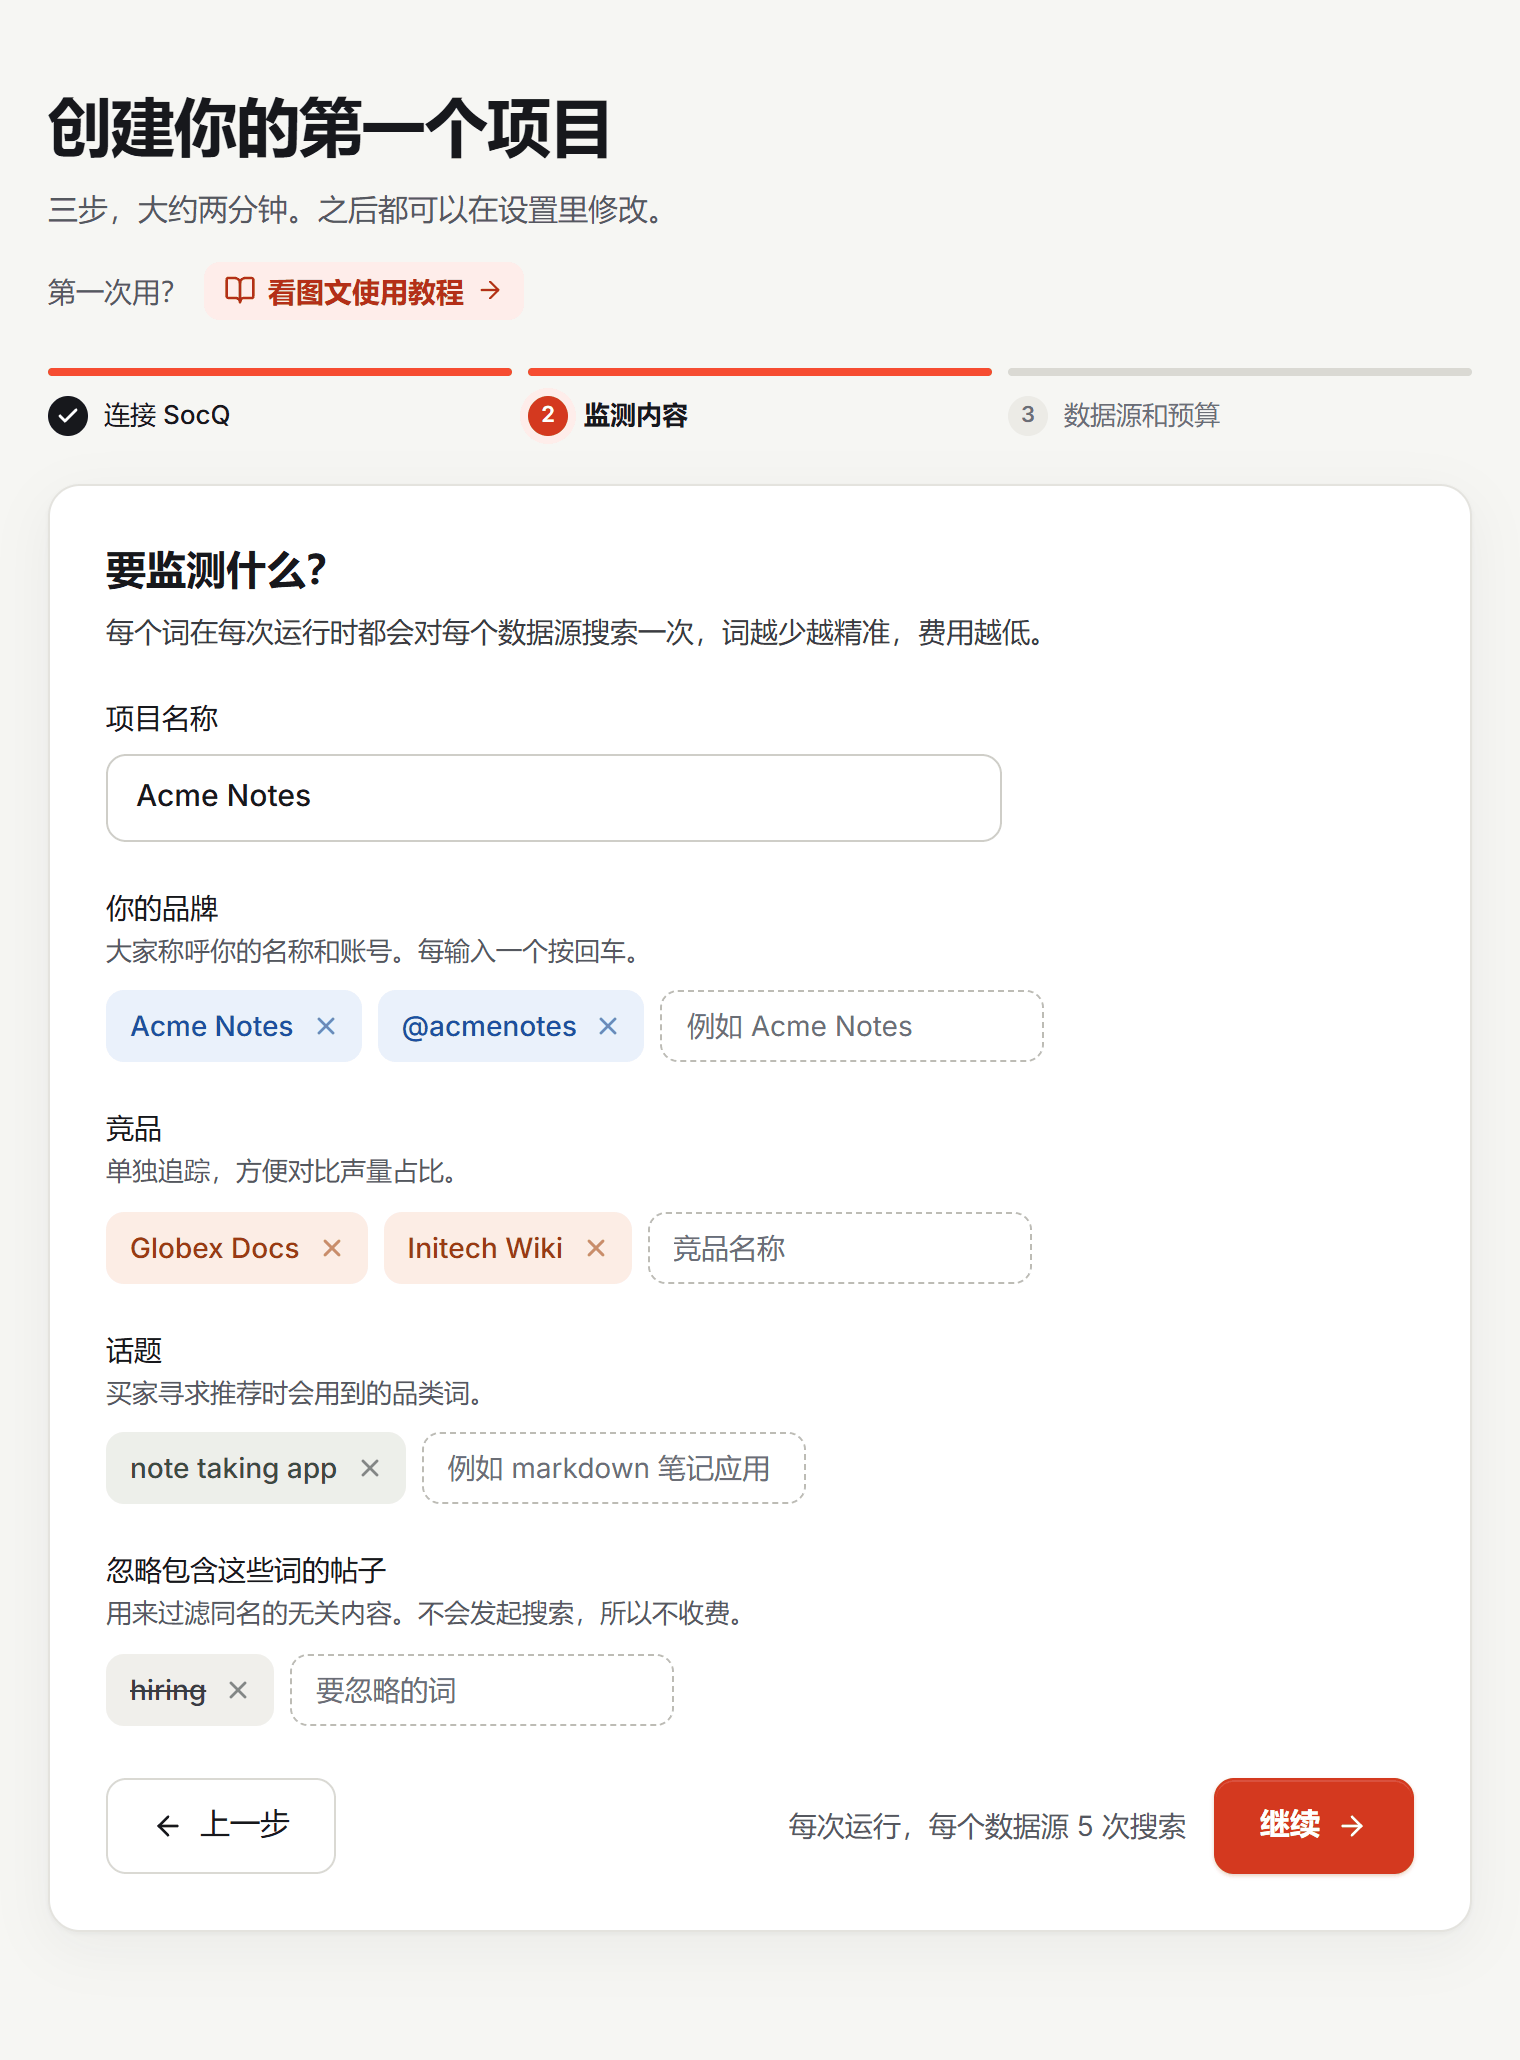 创建你的第一个项目
三步，大约两分钟。之后都可以在设置里修改。
第一次用？ 看图文使用教程 →
连接 SocQ
2 监测内容
3 数据源和预算
要监测什么？
每个词在每次运行时都会对每个数据源搜索一次，词越少越精准，费用越低。
项目名称
Acme Notes
你的品牌
大家称呼你的名称和账号。每输入一个按回车。
Acme Notes × @acmenotes × 例如 Acme Notes
竞品
单独追踪，方便对比声量占比。
Globex Docs × Initech Wiki × 竞品名称
话题
买家寻求推荐时会用到的品类词。
note taking app × 例如 markdown 笔记应用
忽略包含这些词的帖子
用来过滤同名的无关内容。不会发起搜索，所以不收费。
hiring × 要忽略的词
← 上一步
每次运行，每个数据源 5 次搜索
继续 →